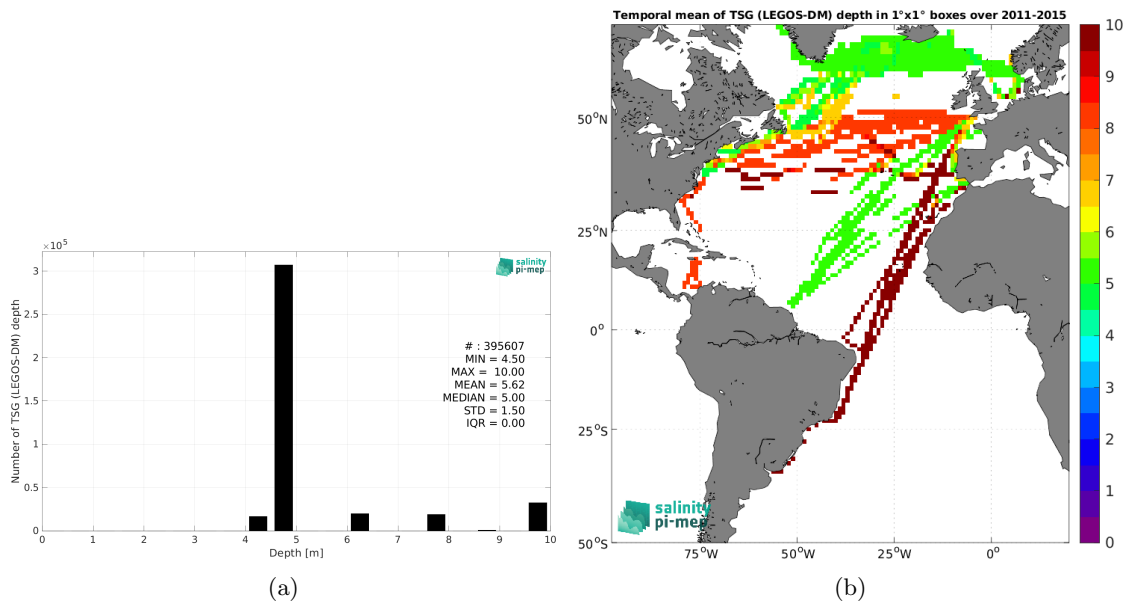 Temporal mean of TSG (LEGOS-DM) depth in 1°x1° boxes over 2011-2015
×10⁵
Number of TSG (LEGOS-DM) depth
3
2.5
2
1.5
1
0.5
0
0 1 2 3 4 5 6 7 8 9 10
Depth [m]
salinity
pi-mep
# : 395607
MIN = 4.50
MAX = 10.00
MEAN = 5.62
MEDIAN = 5.00
STD = 1.50
IQR = 0.00
(a)
50°N
25°N
0°
25°S
50°S
75°W 50°W 25°W 0°
salinity
pi-mep
10
9
8
7
6
5
4
3
2
1
0
(b)